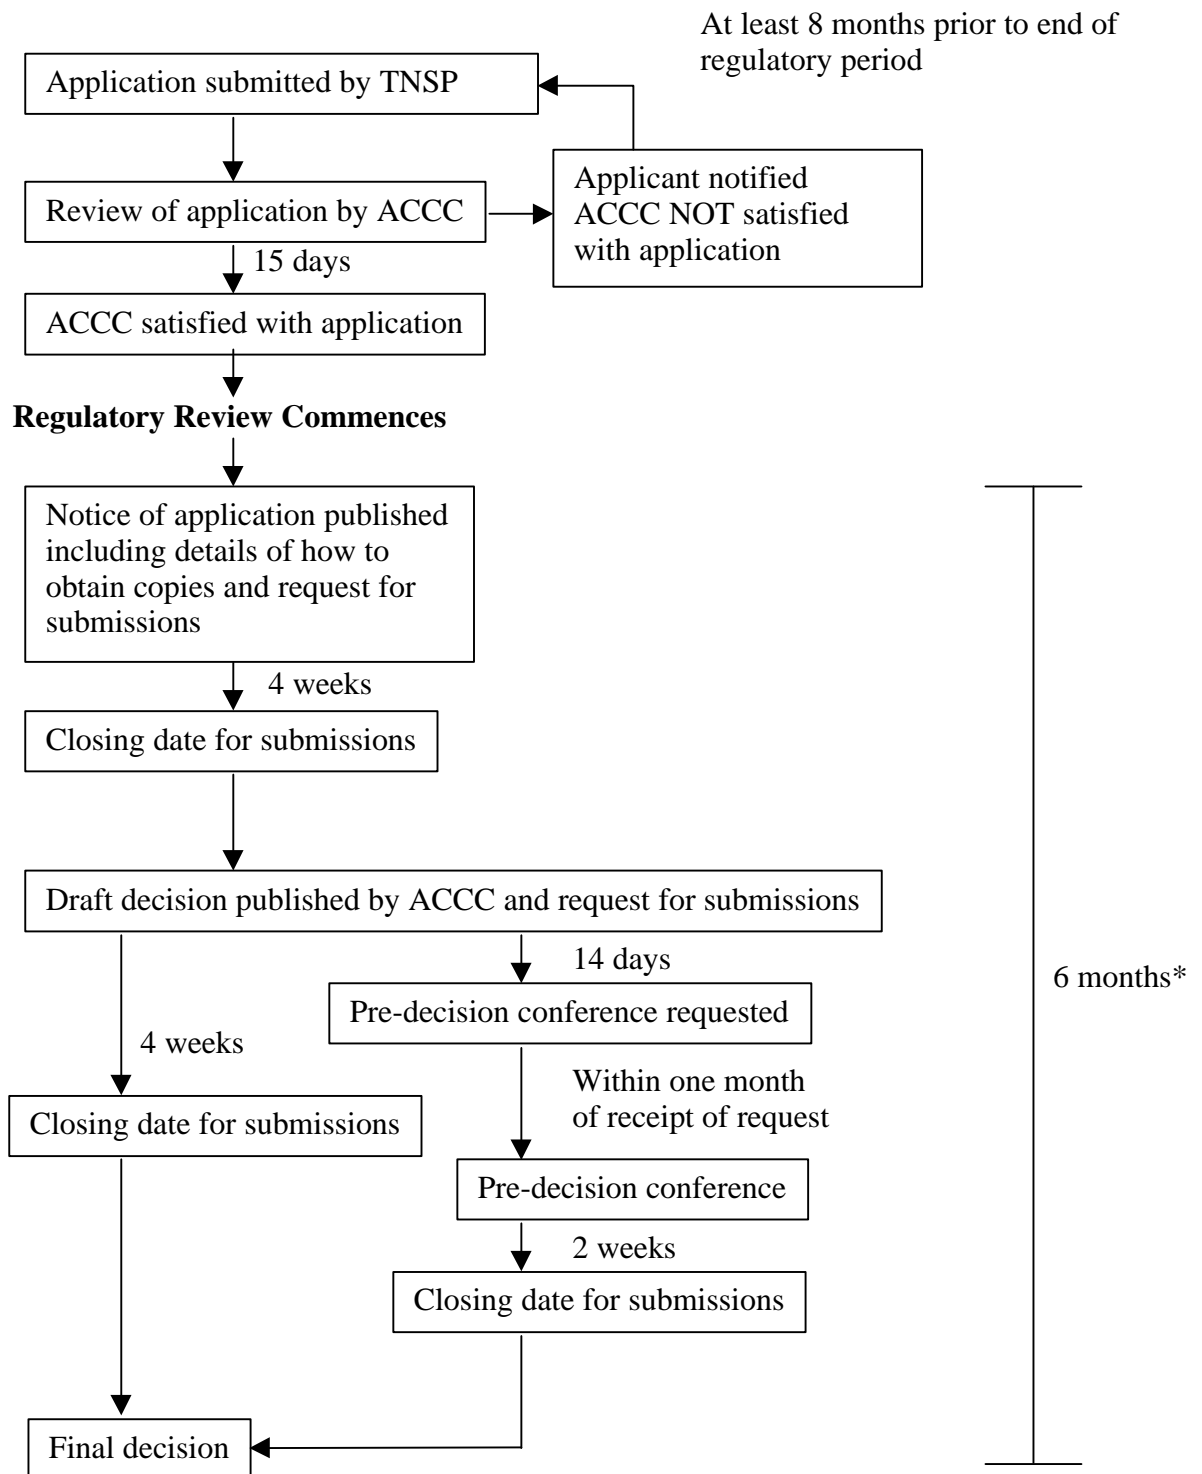 At least 8 months prior to end of
regulatory period
Application submitted by TNSP
Applicant notified
ACCC NOT satisfied
with application
Review of application by ACCC
15 days
ACCC satisfied with application
Regulatory Review Commences
Notice of application published
including details of how to
obtain copies and request for
submissions
4 weeks
Closing date for submissions
Draft decision published by ACCC and request for submissions
14 days
6 months*
Pre-decision conference requested
4 weeks
Within one month
of receipt of request
Closing date for submissions
Pre-decision conference
2 weeks
Closing date for submissions
Final decision